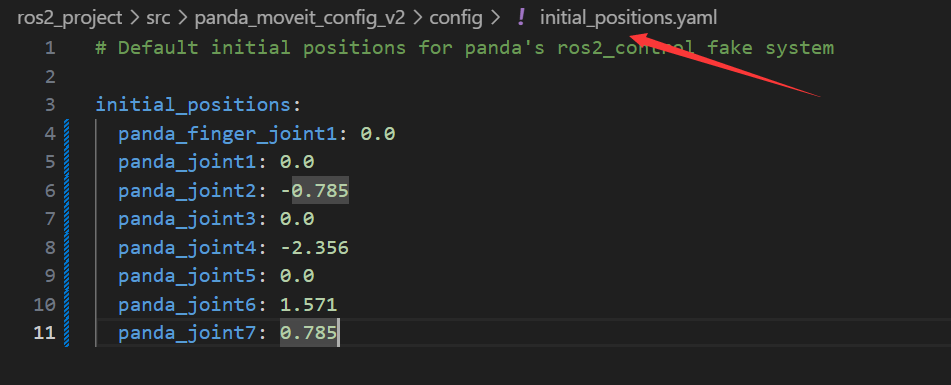 ros2_project > src > panda_moveit_config_v2 > config > ! initial_positions.yaml
1 # Default initial positions for panda's ros2_control fake system
2
3 initial_positions:
4 panda_finger_joint1: 0.0
5 panda_joint1: 0.0
6 panda_joint2: -0.785
7 panda_joint3: 0.0
8 panda_joint4: -2.356
9 panda_joint5: 0.0
10 panda_joint6: 1.571
11 panda_joint7: 0.785